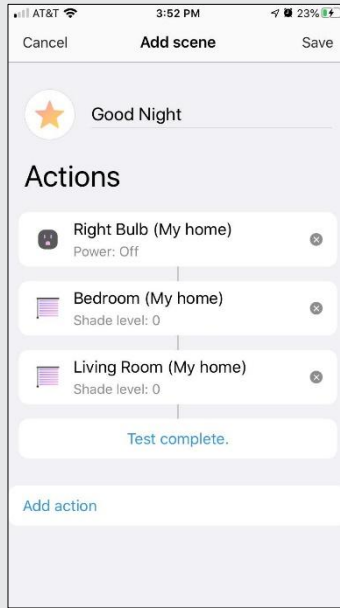 AT&T 3:52 PM 23%
Cancel Add scene Save
Good Night
Actions
Right Bulb (My home)
Power: Off
Bedroom (My home)
Shade level: 0
Living Room (My home)
Shade level: 0
Test complete.
Add action